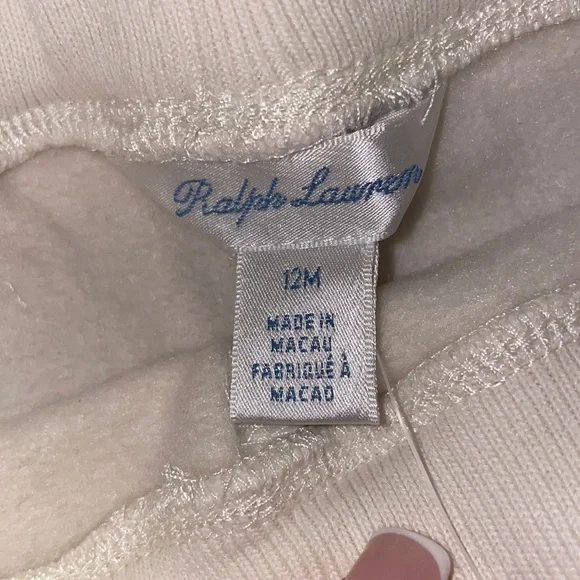 Ralph Lauren
12M
MADE IN
MACAU
FABRIQUÉ À
MACAO